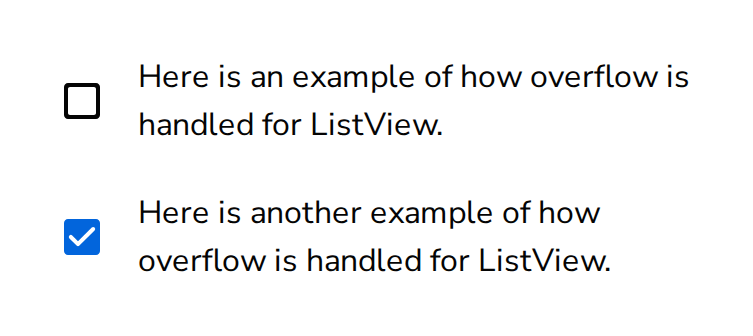 Here is an example of how overflow is
handled for ListView.
Here is another example of how
overflow is handled for ListView.